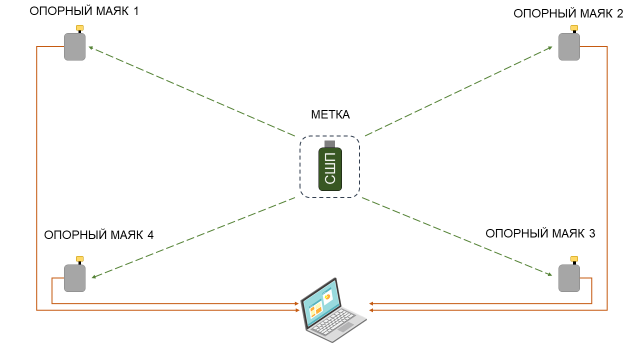 ОПОРНЫЙ МАЯК 1
ОПОРНЫЙ МАЯК 2
МЕТКА
СШП
ОПОРНЫЙ МАЯК 4
ОПОРНЫЙ МАЯК 3